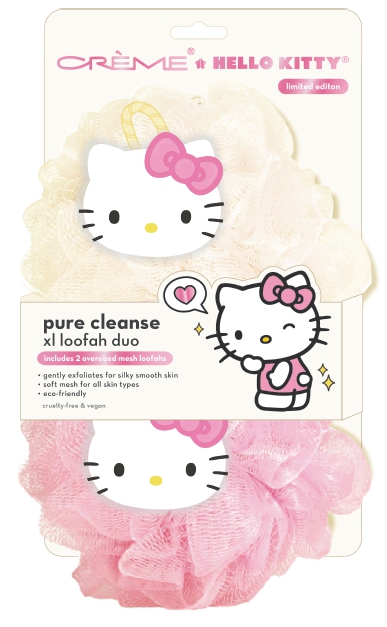 CRÈME® HELLO KITTY®
limited editon
pure cleanse
xl loofah duo
includes 2 oversized mesh loofahs
• gently exfoliates for silky smooth skin
• soft mesh for all skin types
• eco-friendly
cruelty-free & vegan